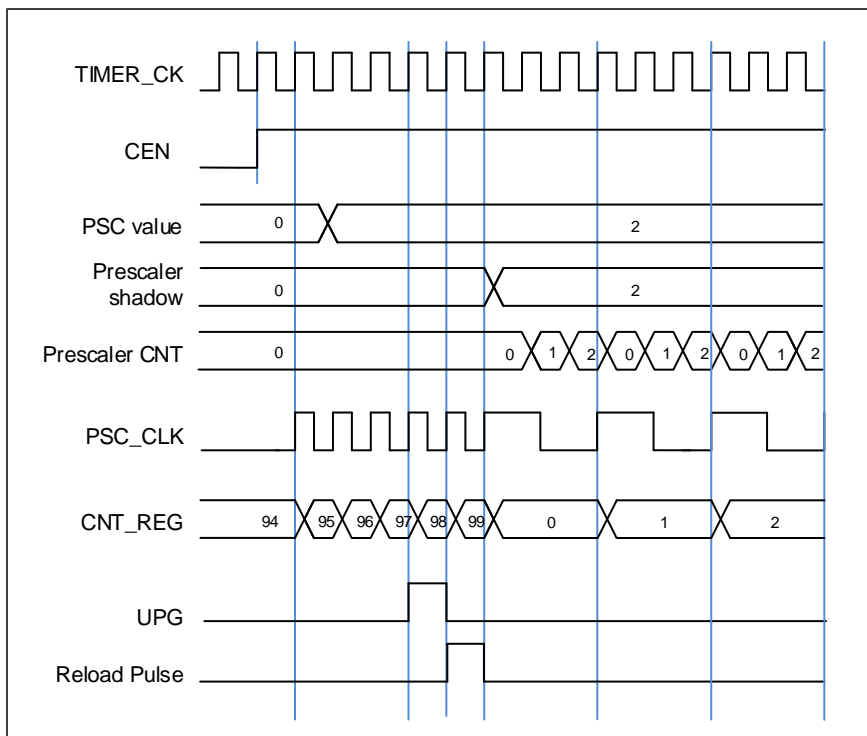 TIMER_CK
CEN
PSC value 0 2
Prescaler
shadow 0 2
Prescaler CNT 0 0 1 2 0 1 2 0 1 2
PSC_CLK
CNT_REG 94 95 96 97 98 99 0 1 2
UPG
Reload Pulse